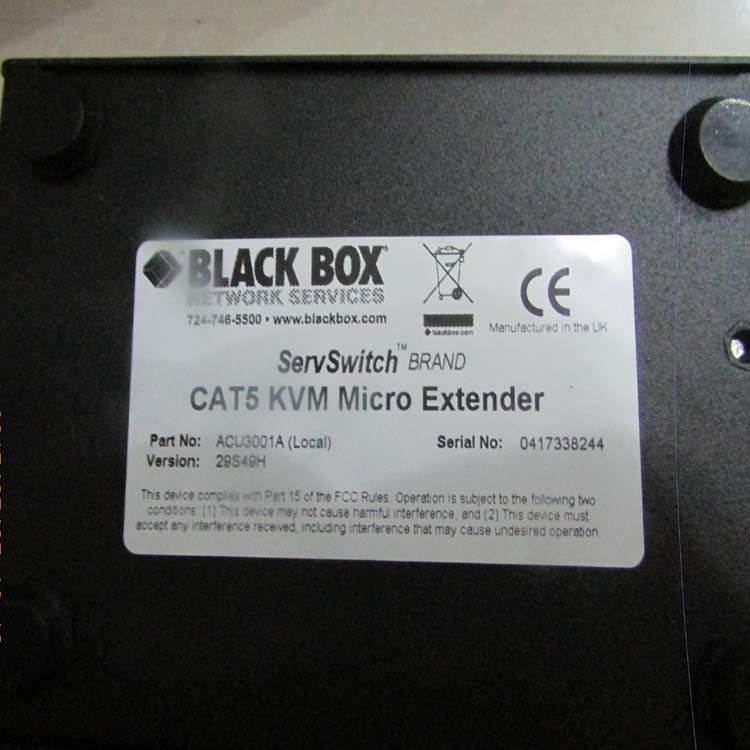 BLACK BOX
NETWORK SERVICES
724-746-5500 • www.blackbox.com
blackbox.com
CE
Manufactured in the UK
ServSwitch™ BRAND
CAT5 KVM Micro Extender
Part No: ACU3001A (Local)
Serial No: 0417338244
Version: 29S49H
This device complies with Part 15 of the FCC Rules. Operation is subject to the following two
conditions: (1) This device may not cause harmful interference, and (2) This device must
accept any interference received, including interference that may cause undesired operation